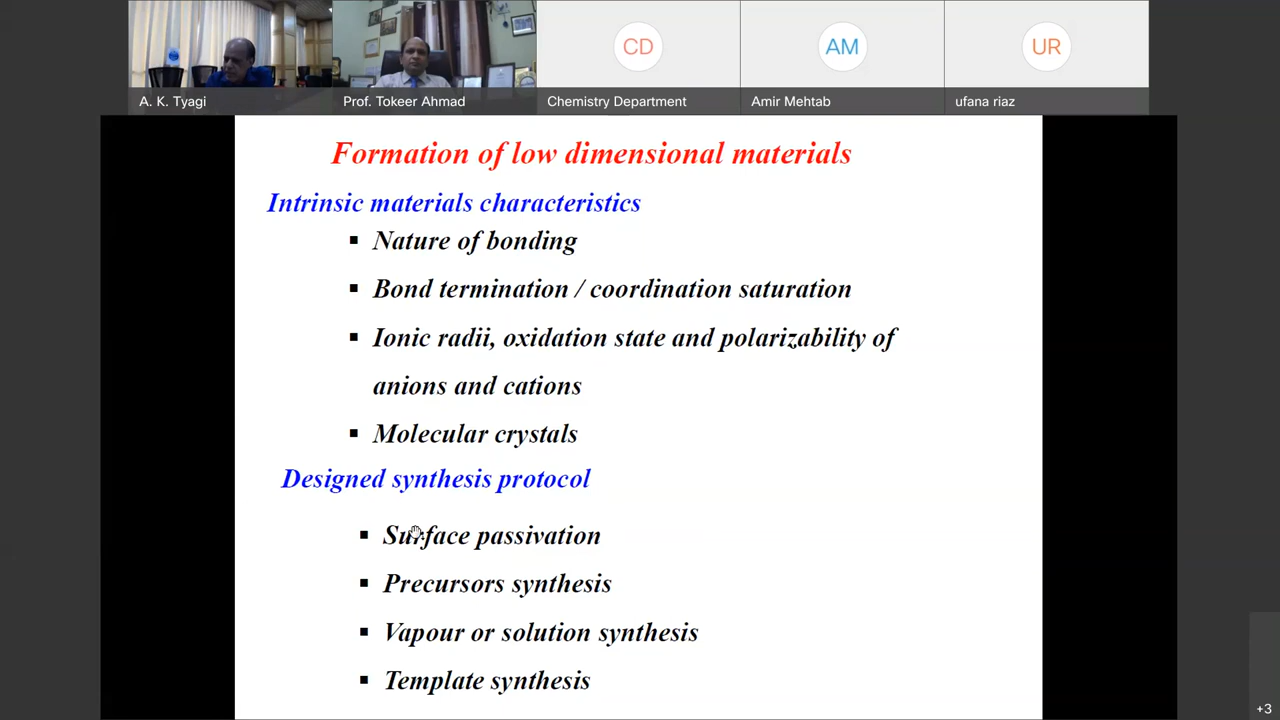 CD
AM
UR
A. K. Tyagi
Prof. Tokeer Ahmad
Chemistry Department
Amir Mehtab
ufana riaz
Formation of low dimensional materials
Intrinsic materials characteristics
▪ Nature of bonding
▪ Bond termination / coordination saturation
▪ Ionic radii, oxidation state and polarizability of
anions and cations
▪ Molecular crystals
Designed synthesis protocol
▪ Surface passivation
▪ Precursors synthesis
▪ Vapour or solution synthesis
▪ Template synthesis
+3